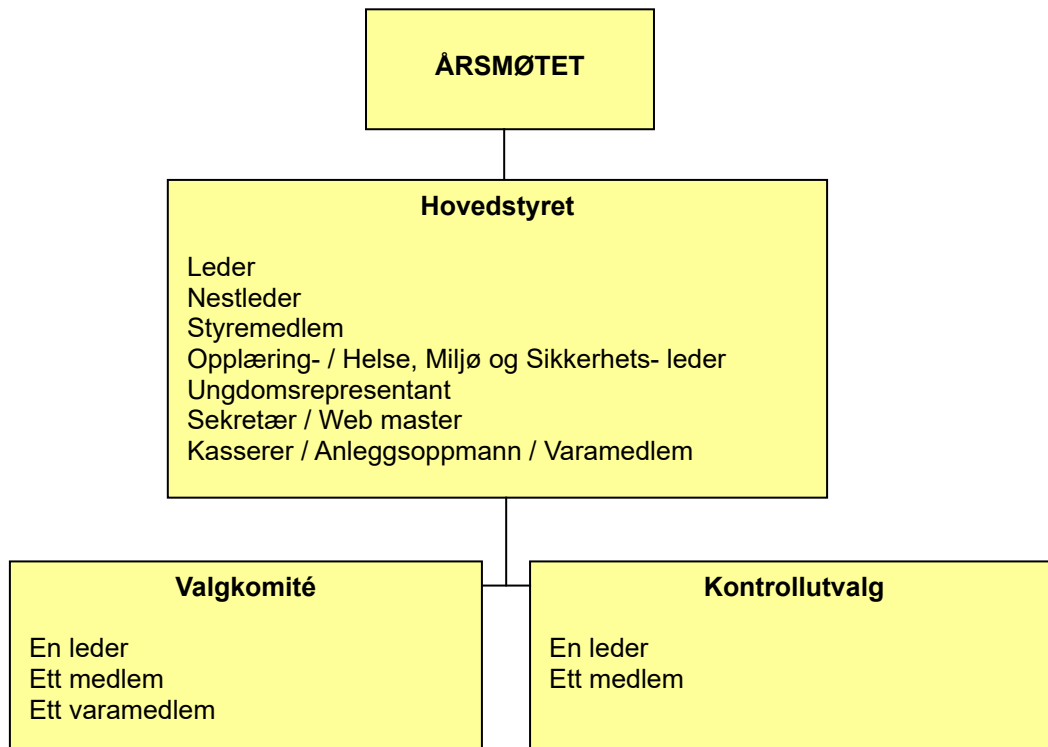 ÅRSMØTET
Hovedstyret
Leder
Nestleder
Styremedlem
Opplæring- / Helse, Miljø og Sikkerhets- leder
Ungdomsrepresentant
Sekretær / Web master
Kasserer / Anleggsoppmann / Varamedlem
Valgkomité
En leder
Ett medlem
Ett varamedlem
Kontrollutvalg
En leder
Ett medlem